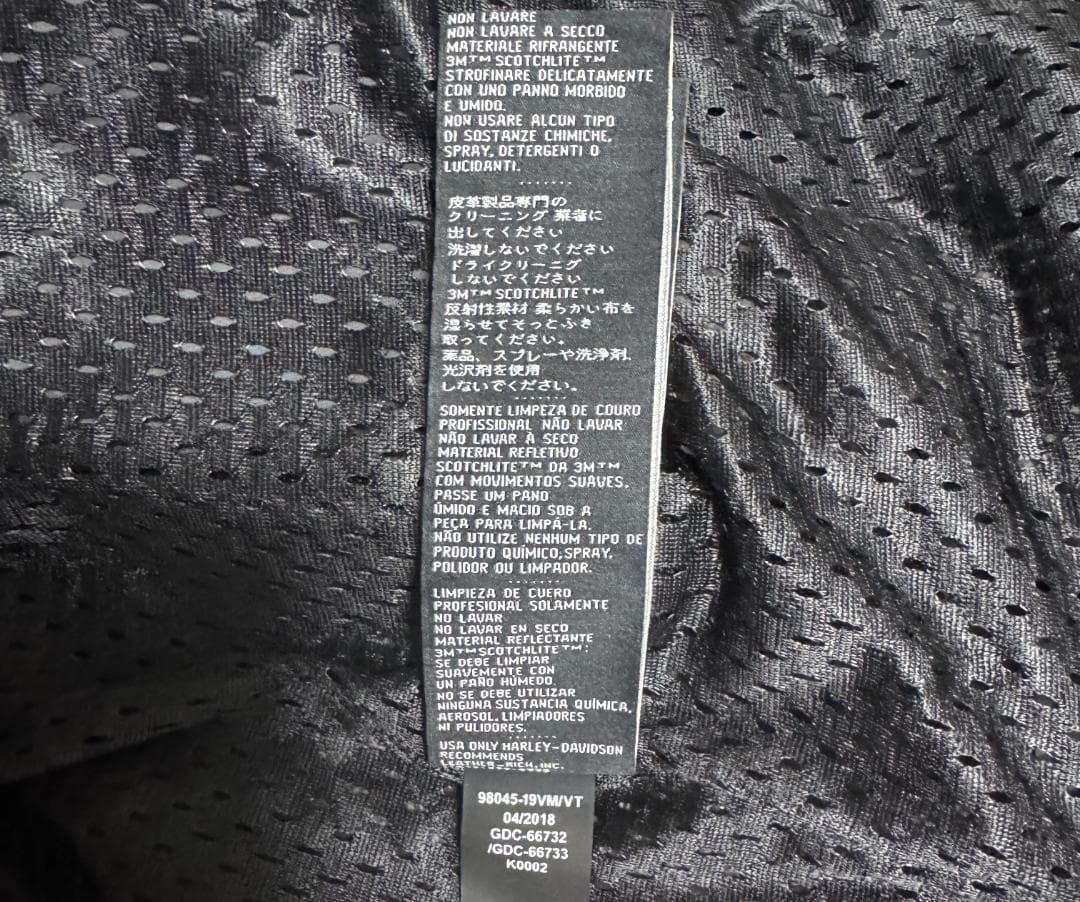 NON LAVARE
NON LAVARE A SECCO
MATERIALE RIFRANGENTE
3M™ SCOTCHLITE™
STROFINARE DELICATAMENTE
CON UNO PANNO MORBIDO
E UMIDO.
NON USARE ALCUN TIPO
DI SOSTANZE CHIMICHE,
SPRAY, DETERGENTI O
LUCIDANTI.
.......
皮革製品専門の
クリーニング 業者に
出してください
洗濯しないでください
ドライクリーニング
しないでください
3M™ SCOTCHLITE™
反射性素材 柔らかい布を
湿らせてそっとふき
取ってください。
薬品、スプレーや洗浄剤、
光沢剤を使用
しないでください。
.......
SOMENTE LIMPEZA DE COURO
PROFISSIONAL NÃO LAVAR
NÃO LAVAR À SECO
MATERIAL REFLETIVO
SCOTCHLITE™ DA 3M™
COM MOVIMENTOS SUAVES,
PASSE UM PANO
ÚMIDO E MACIO SOB A
PEÇA PARA LIMPÁ-LA.
NÃO UTILIZE NENHUM TIPO DE
PRODUTO QUÍMICO,SPRAY,
POLIDOR OU LIMPADOR.
.......
LIMPIEZA DE CUERO
PROFESIONAL SOLAMENTE
NO LAVAR
NO LAVAR EN SECO
MATERIAL REFLECTANTE
3M™SCOTCHLITE™:
SE DEBE LIMPIAR
SUAVEMENTE CON
UN PAÑO HÚMEDO.
NO SE DEBE UTILIZAR
NINGUNA SUSTANCIA QUÍMICA,
AEROSOL, LIMPIADORES
NI PULIDORES.
.......
USA ONLY HARLEY-DAVIDSON
RECOMMENDS
LEATHER-RICH, INC.
98045-19VM/VT
04/2018
GDC-66732
/GDC-66733
K0002